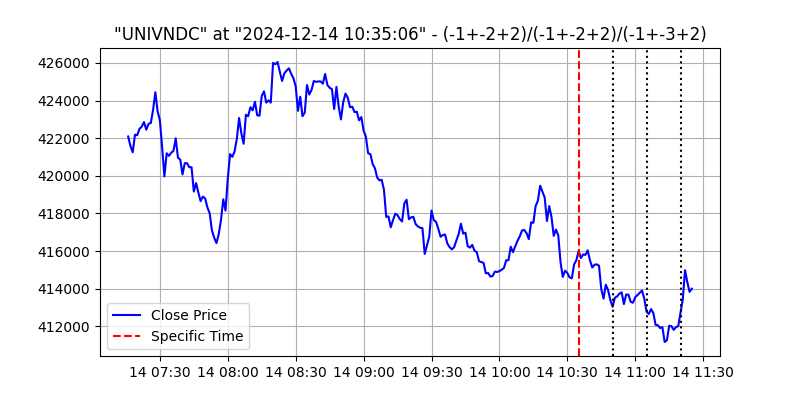 "UNIVNDC" at "2024-12-14 10:35:06" - (-1+-2+2)/(-1+-2+2)/(-1+-3+2)
426000
424000
422000
420000
418000
416000
414000
412000
Close Price
Specific Time
14 07:30 14 08:00 14 08:30 14 09:00 14 09:30 14 10:00 14 10:30 14 11:00 14 11:30